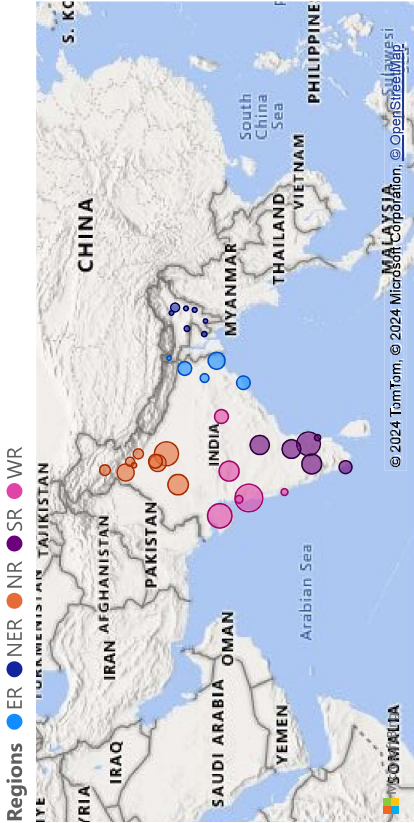 Regions ER NER NR SR WR
S. KO
TAJIKISTAN
CHINA
AFGHANISTAN
IRAN
IRAQ
PAKISTAN
South
China
Sea
PHILIPPINE
VIETNAM
MYANMAR
THAILAND
INDIA
OMAN
SAUDI ARABIA
YEMEN
Arabian Sea
MALAYSIA
Sulawesi
SOMALIA
© 2024 TomTom, © 2024 Microsoft Corporation, © OpenStreetMap